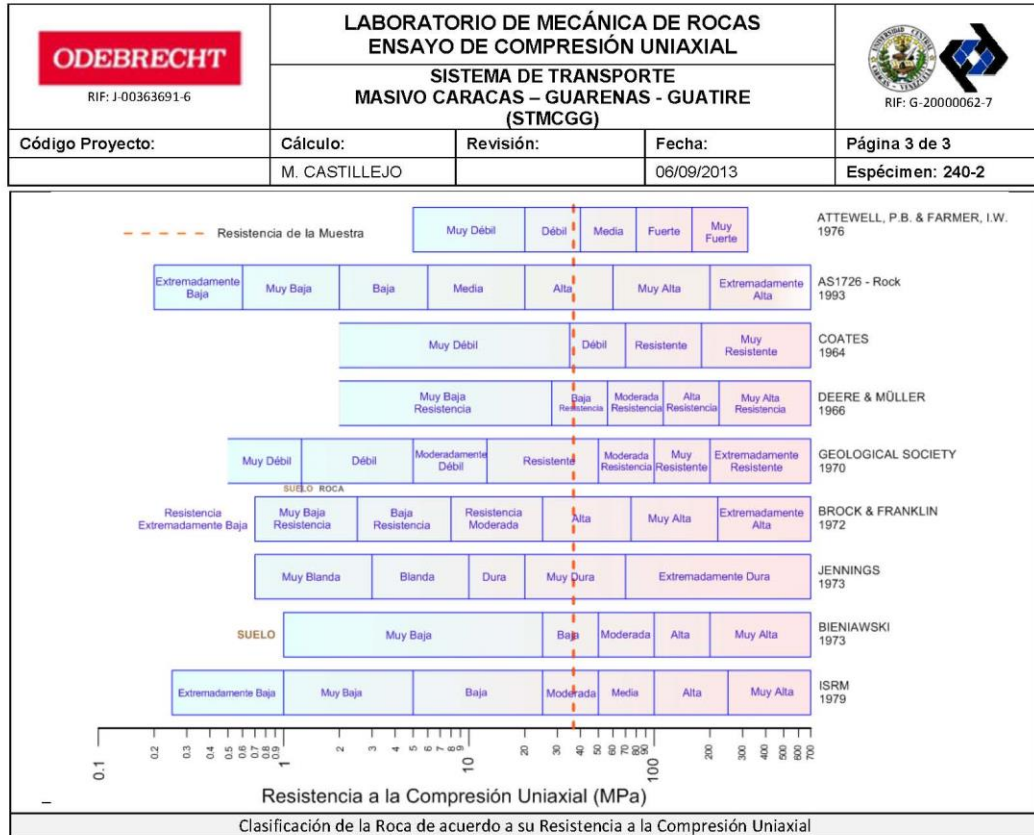 ODEBRECHT
RIF: J-00363691-6
LABORATORIO DE MECÁNICA DE ROCAS
ENSAYO DE COMPRESIÓN UNIAXIAL
SISTEMA DE TRANSPORTE
MASIVO CARACAS – GUARENAS - GUATIRE
(STMCGG)
RIF: G-20000062-7
Código Proyecto: Cálculo: Revisión: Fecha: Página 3 de 3
M. CASTILLEJO 06/09/2013 Espécimen: 240-2
Resistencia de la Muestra
Muy Débil Débil Media Fuerte Muy Fuerte
ATTEWELL, P.B. & FARMER, I.W.
1976
Extremadamente Baja Muy Baja Baja Media Alta Muy Alta Extremadamente Alta
AS1726 - Rock
1993
Muy Débil Débil Resistente Muy Resistente
COATES
1964
Muy Baja Resistencia Baja Resistencia Moderada Resistencia Alta Resistencia Muy Alta Resistencia
DEERE & MÜLLER
1966
Muy Débil Débil Moderadamente Débil Resistente Moderada Resistencia Muy Resistente Extremadamente Resistente
GEOLOGICAL SOCIETY
1970
SUELO ROCA
Resistencia Extremadamente Baja Muy Baja Resistencia Baja Resistencia Resistencia Moderada Alta Muy Alta Extremadamente Alta
BROCK & FRANKLIN
1972
Muy Blanda Blanda Dura Muy Dura Extremadamente Dura
JENNINGS
1973
SUELO Muy Baja Baja Moderada Alta Muy Alta
BIENIAWSKI
1973
Extremadamente Baja Muy Baja Baja Moderada Media Alta Muy Alta
ISRM
1979
0.1 0.2 0.3 0.4 0.5 0.6 0.7 0.8 0.9 1 2 3 4 5 6 7 8 9 10 20 30 40 50 60 70 80 90 100 200 300 400 500 600 700
Resistencia a la Compresión Uniaxial (MPa)
Clasificación de la Roca de acuerdo a su Resistencia a la Compresión Uniaxial